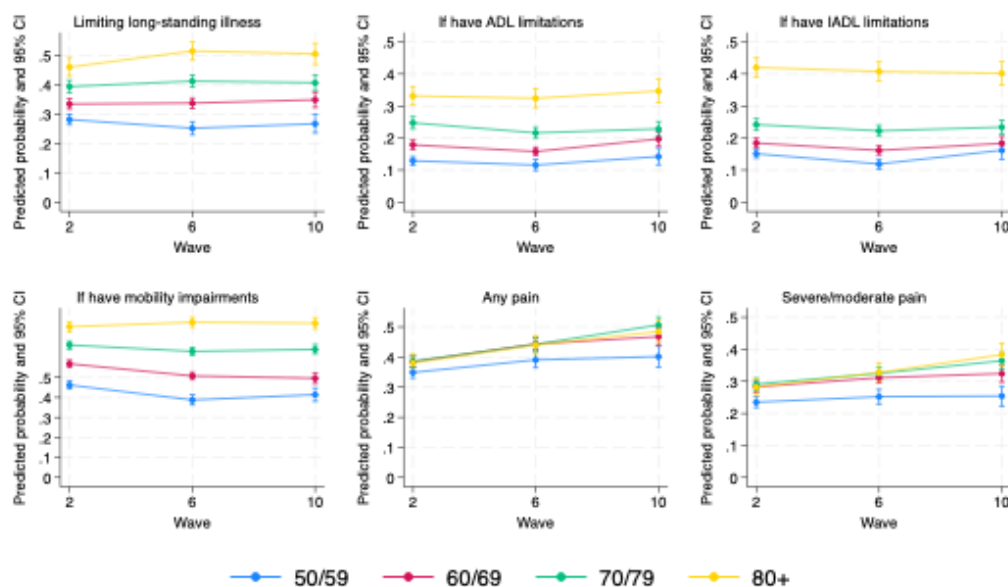 Limiting long-standing illness
Predicted probability and 95% CI
.5
.4
.3
.2
.1
0
2 6 10
Wave
If have ADL limitations
Predicted probability and 95% CI
.5
.4
.3
.2
.1
0
2 6 10
Wave
If have IADL limitations
Predicted probability and 95% CI
.5
.4
.3
.2
.1
0
2 6 10
Wave
If have mobility impairments
Predicted probability and 95% CI
.5
.4
.3
.2
.1
0
2 6 10
Wave
Any pain
Predicted probability and 95% CI
.5
.4
.3
.2
.1
0
2 6 10
Wave
Severe/moderate pain
Predicted probability and 95% CI
.5
.4
.3
.2
.1
0
2 6 10
Wave
50/59 60/69 70/79 80+